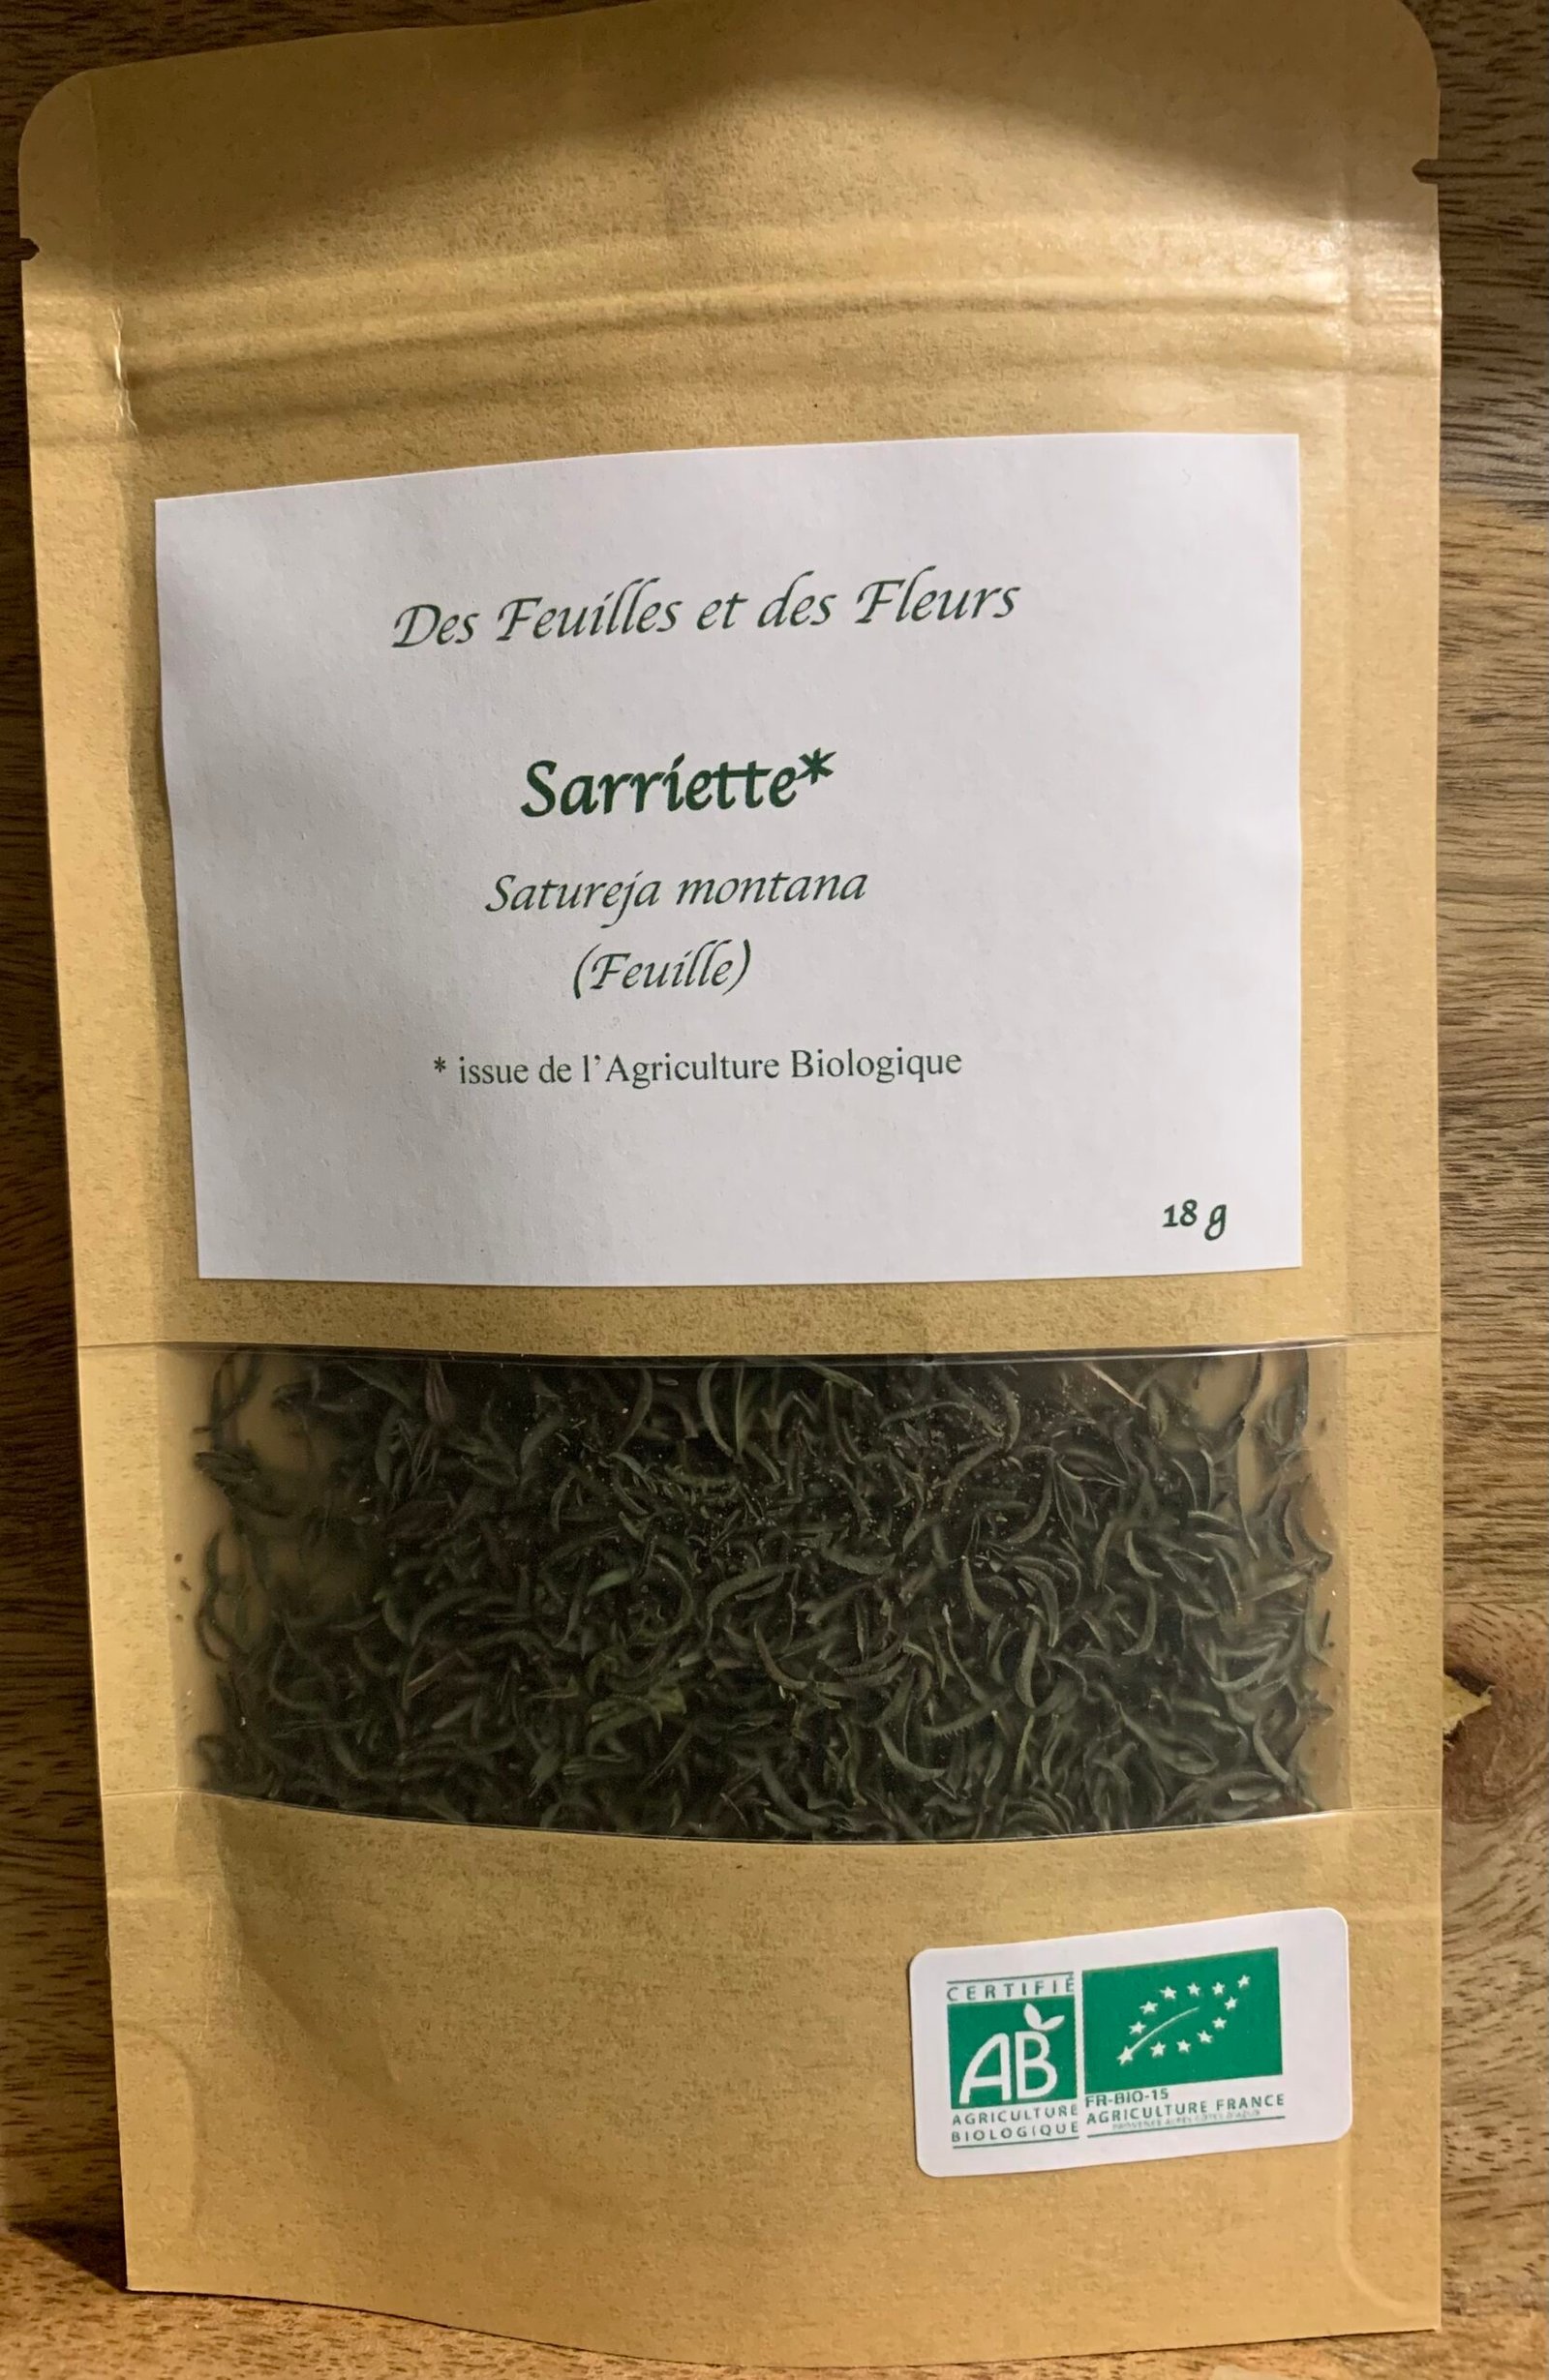 Des Feuilles et des Fleurs
Sarriette*
Satureja montana
(Feuille)
* issue de l'Agriculture Biologique
18 g
CERTIFIÉ
AB
AGRICULTURE
BIOLOGIQUE
FR-BIO-15
AGRICULTURE FRANCE